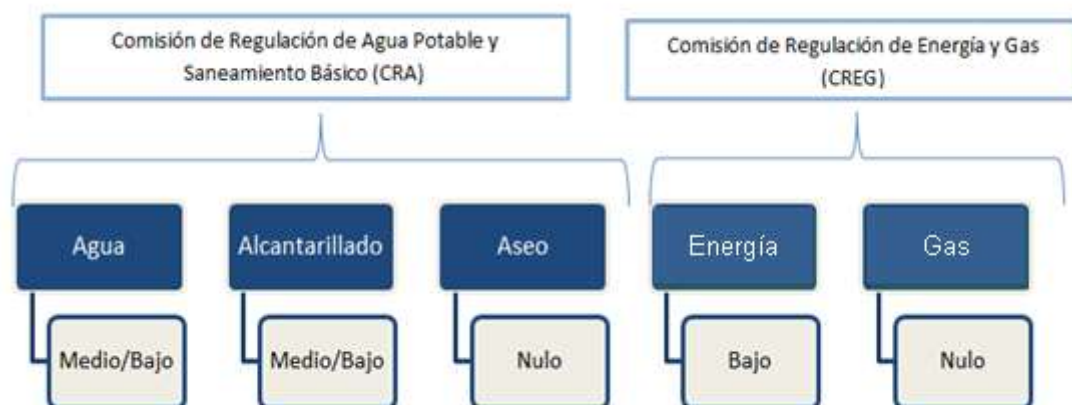 Comisión de Regulación de Agua Potable y
Saneamiento Básico (CRA)
Comisión de Regulación de Energía y Gas
(CREG)
Agua
Alcantarillado
Aseo
Energía
Gas
Medio/Bajo
Medio/Bajo
Nulo
Bajo
Nulo